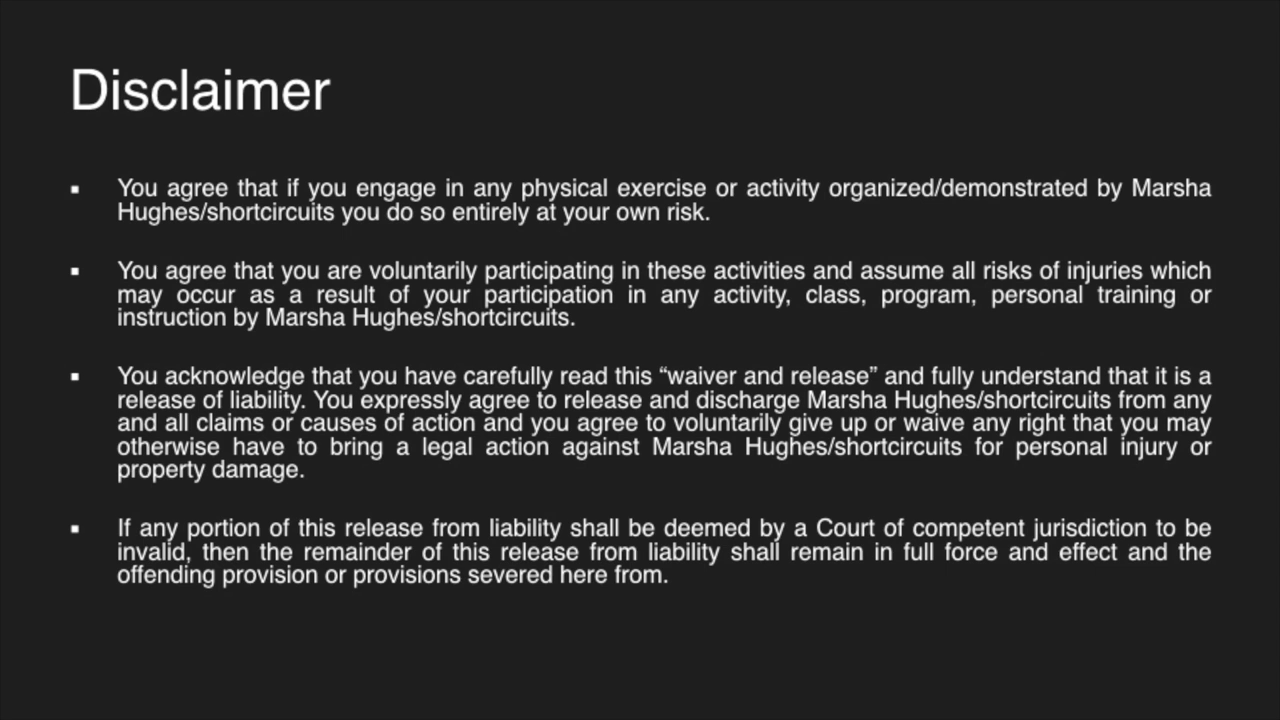 Disclaimer
▪ You agree that if you engage in any physical exercise or activity organized/demonstrated by Marsha
Hughes/shortcircuits you do so entirely at your own risk.
▪ You agree that you are voluntarily participating in these activities and assume all risks of injuries which
may occur as a result of your participation in any activity, class, program, personal training or
instruction by Marsha Hughes/shortcircuits.
▪ You acknowledge that you have carefully read this “waiver and release” and fully understand that it is a
release of liability. You expressly agree to release and discharge Marsha Hughes/shortcircuits from any
and all claims or causes of action and you agree to voluntarily give up or waive any right that you may
otherwise have to bring a legal action against Marsha Hughes/shortcircuits for personal injury or
property damage.
▪ If any portion of this release from liability shall be deemed by a Court of competent jurisdiction to be
invalid, then the remainder of this release from liability shall remain in full force and effect and the
offending provision or provisions severed here from.